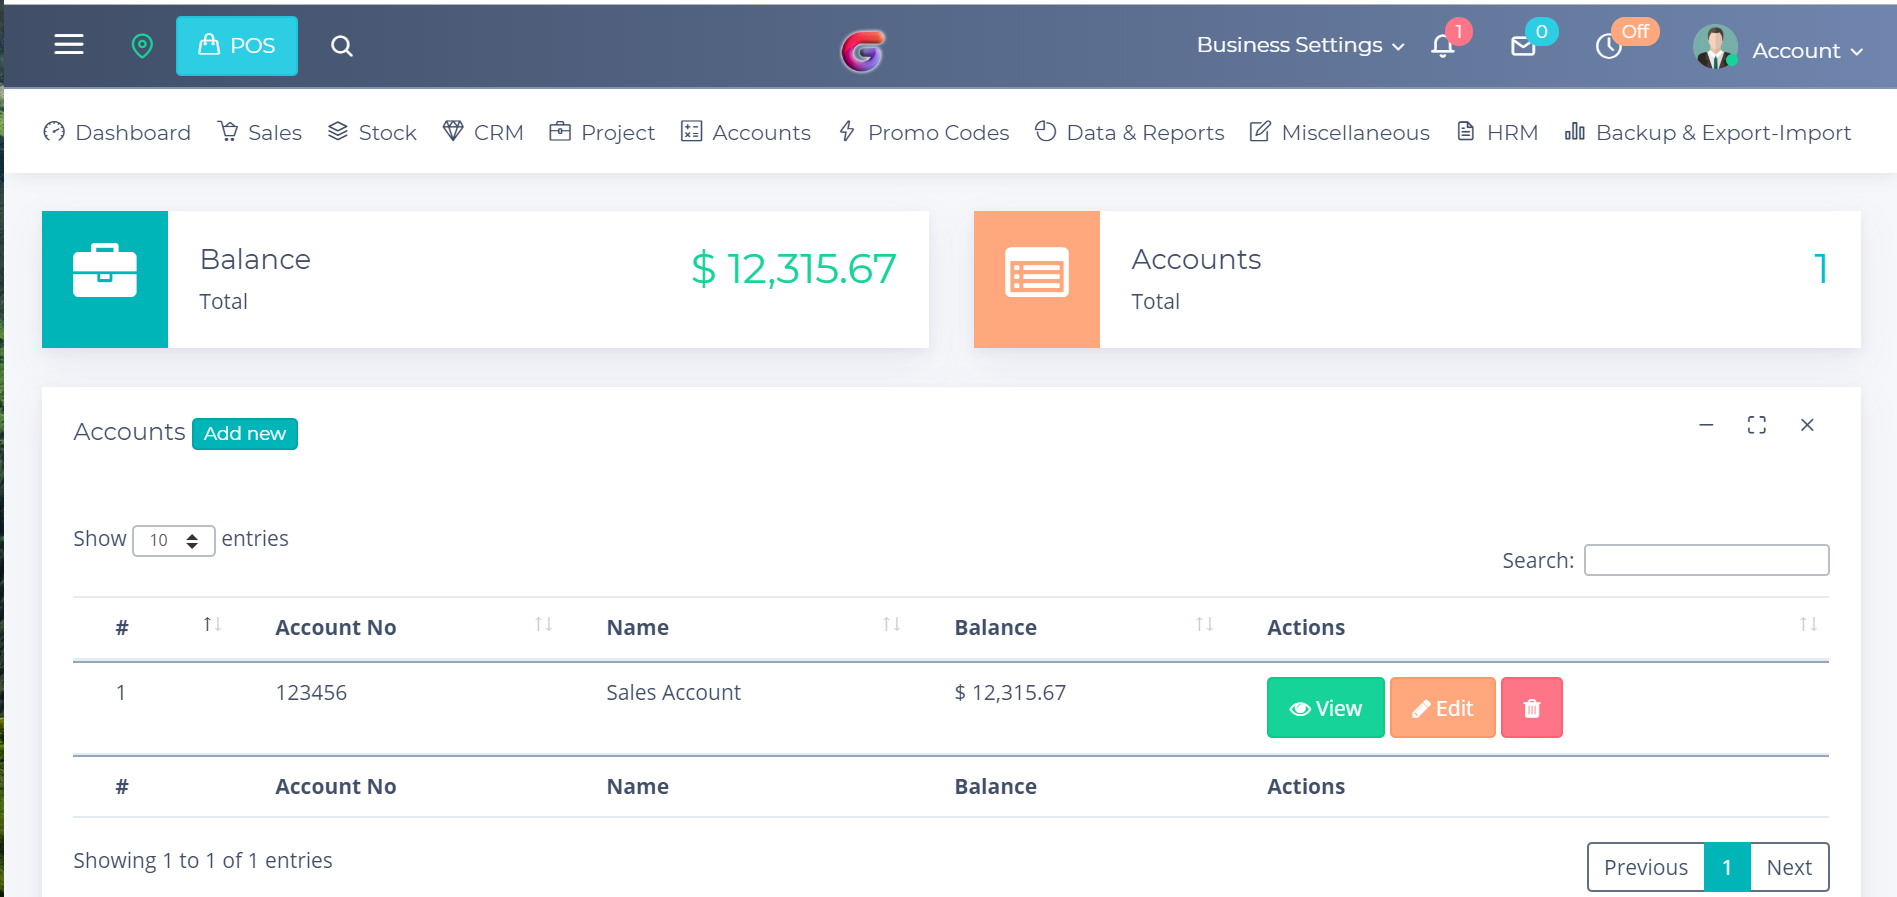 POS
Business Settings
1
0
Off
Account
Dashboard Sales Stock CRM Project Accounts Promo Codes Data & Reports Miscellaneous HRM Backup & Export-Import
Balance
Total
$ 12,315.67
Accounts
Total
1
Accounts Add new
Show 10 entries
Search:
# Account No Name Balance Actions
1 123456 Sales Account $ 12,315.67 View Edit
# Account No Name Balance Actions
Showing 1 to 1 of 1 entries
Previous 1 Next